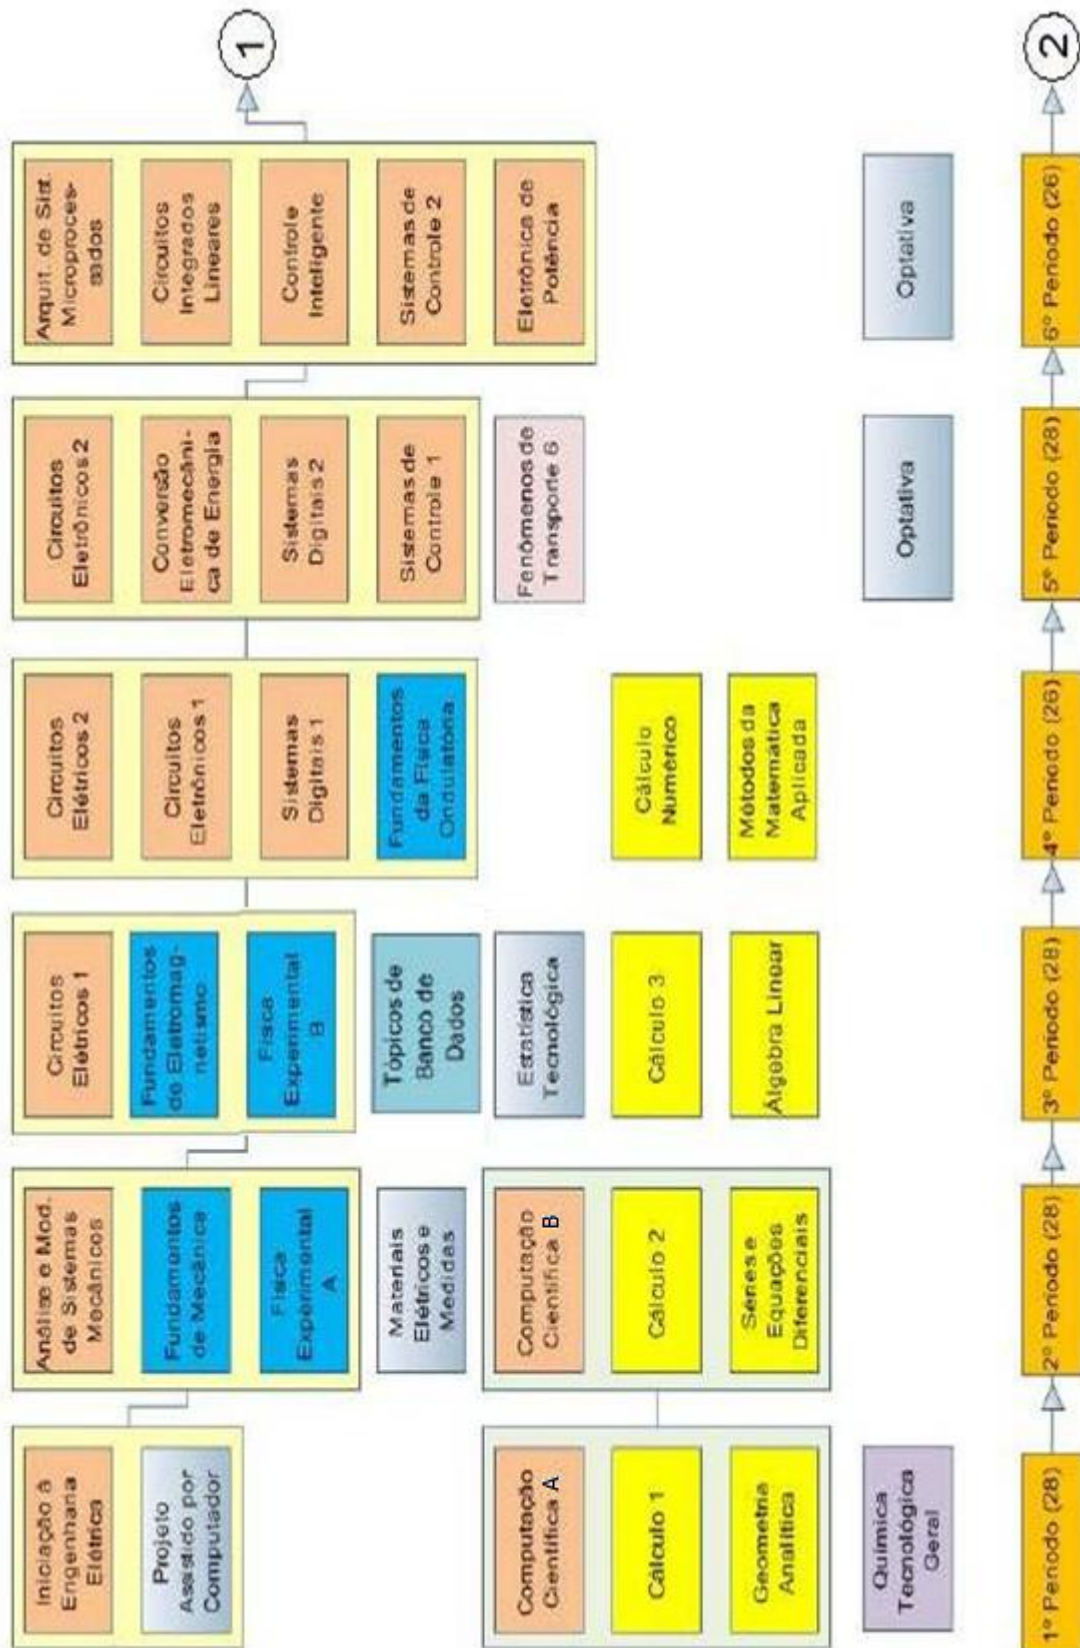 Iniciação à
Engenharia
Elétrica
Projeto
Assistido por
Computador
Computação
Científica A
Cálculo 1
Geometria
Analítica
Química
Tecnológica
Geral
1º Período (28)
Análise e Mod.
de Sistemas
Mecânicos
Fundamentos
de Mecânica
Física
Experimental
A
Materiais
Elétricos e
Medidas
Computação
Científica B
Cálculo 2
Séries e
Equações
Diferenciais
2º Período (28)
Circuitos
Elétricos 1
Fundamentos
de Eletromag-
netismo
Física
Experimental
B
Tópicos de
Banco de
Dados
Estatística
Tecnológica
Cálculo 3
Álgebra Linear
3º Período (28)
Circuitos
Elétricos 2
Circuitos
Eletrônicos 1
Sistemas
Digitais 1
Fundamentos
da Física
Ondulatória
Cálculo
Numérico
Métodos da
Matemática
Aplicada
4º Período (26)
Circuitos
Eletrônicos 2
Conversão
Eletromecâni-
ca de Energia
Sistemas
Digitais 2
Sistemas de
Controle 1
Fenômenos de
Transporte 6
Optativa
5º Período (28)
Arquit. de Sist.
Microproces-
sados
Circuitos
Integrados
Lineares
Controle
Inteligente
Sistemas de
Controle 2
Eletrônica de
Potência
Optativa
6º Período (26)
1
2